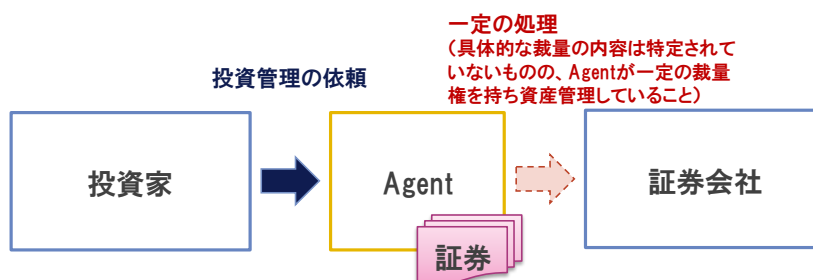 一定の処理
（具体的な裁量の内容は特定されて
いないものの、Agentが一定の裁量
権を持ち資産管理していること）
投資管理の依頼
投資家
Agent
証券会社
証券